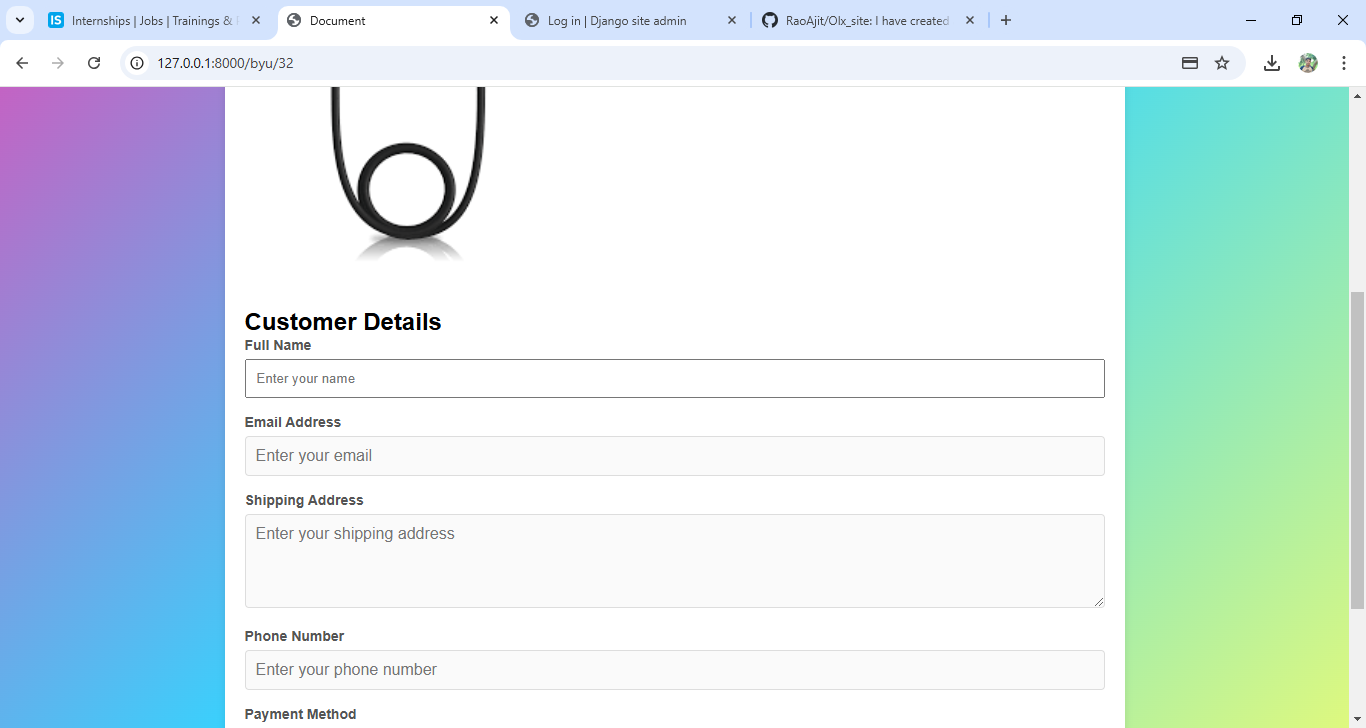 IS Internships | Jobs | Trainings &
Document
Log in | Django site admin
RaoAjit/Olx_site: I have created
127.0.0.1:8000/byu/32
Customer Details
Full Name
Enter your name
Email Address
Enter your email
Shipping Address
Enter your shipping address
Phone Number
Enter your phone number
Payment Method